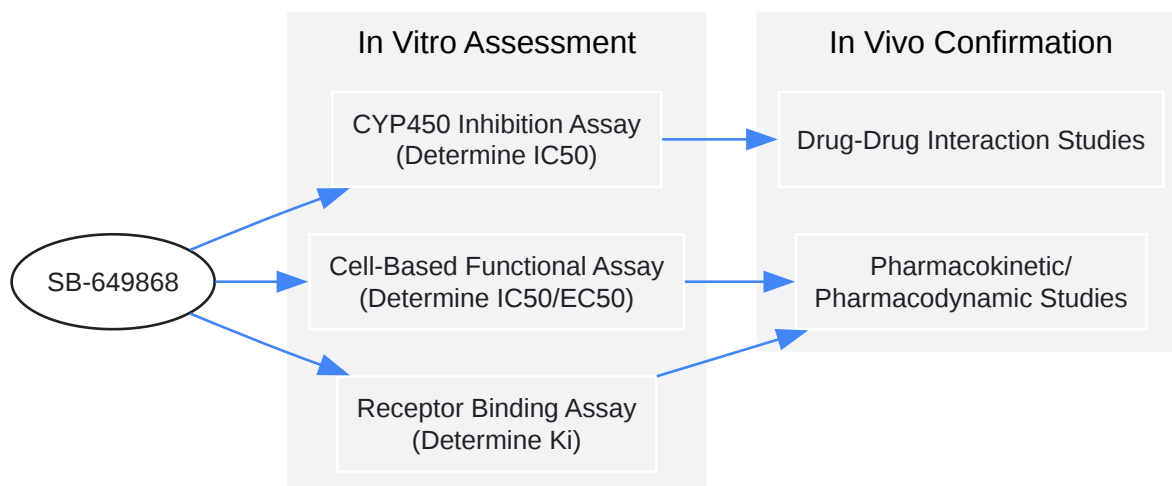 In Vitro Assessment
In Vivo Confirmation
CYP450 Inhibition Assay
(Determine IC50)
Drug-Drug Interaction Studies
SB-649868
Cell-Based Functional Assay
(Determine IC50/EC50)
Pharmacokinetic/
Pharmacodynamic Studies
Receptor Binding Assay
(Determine Ki)